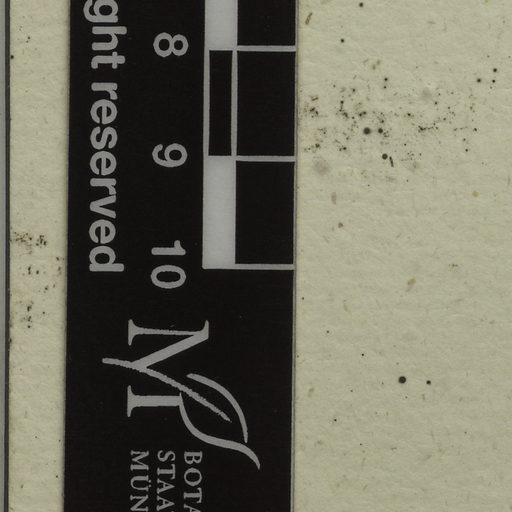 ght reserved
8
9
10
M
BOTA
STAA
MÜN